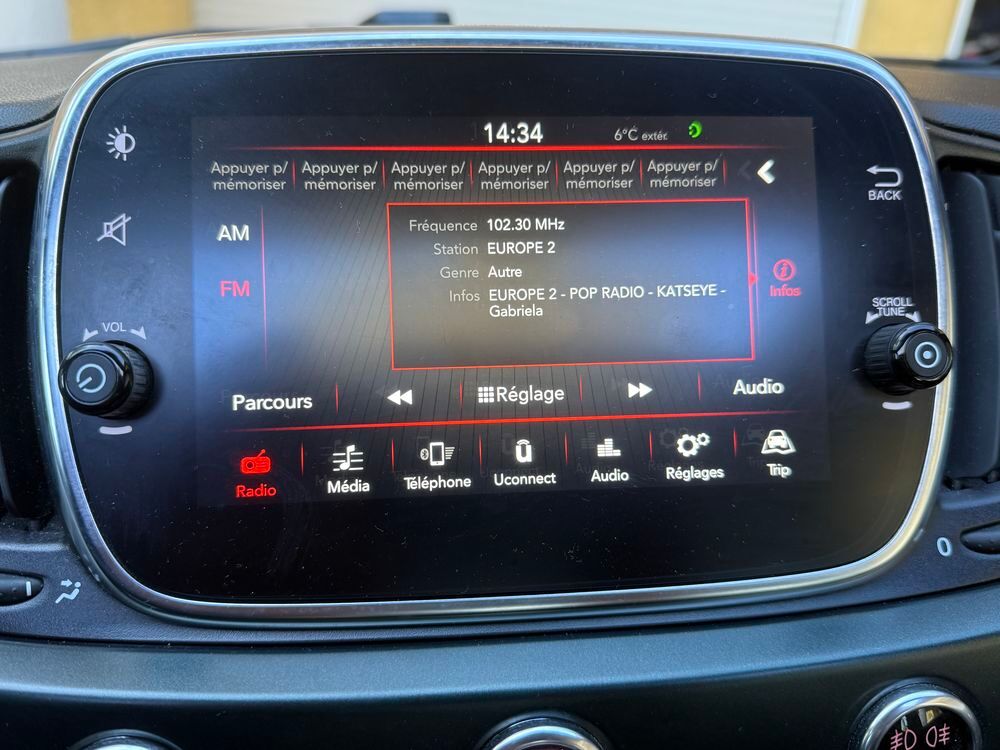 14:34 6°C extér.
Appuyer p/ mémoriser Appuyer p/ mémoriser Appuyer p/ mémoriser Appuyer p/ mémoriser Appuyer p/ mémoriser Appuyer p/ mémoriser
BACK
AM
Fréquence 102.30 MHz
Station EUROPE 2
Genre Autre
FM
Infos EUROPE 2 - POP RADIO - KATSEYE -
Gabriela
Infos
VOL
SCROLL
TUNE
Parcours Réglage Audio
Radio Média Téléphone Uconnect Audio Réglages Trip
0